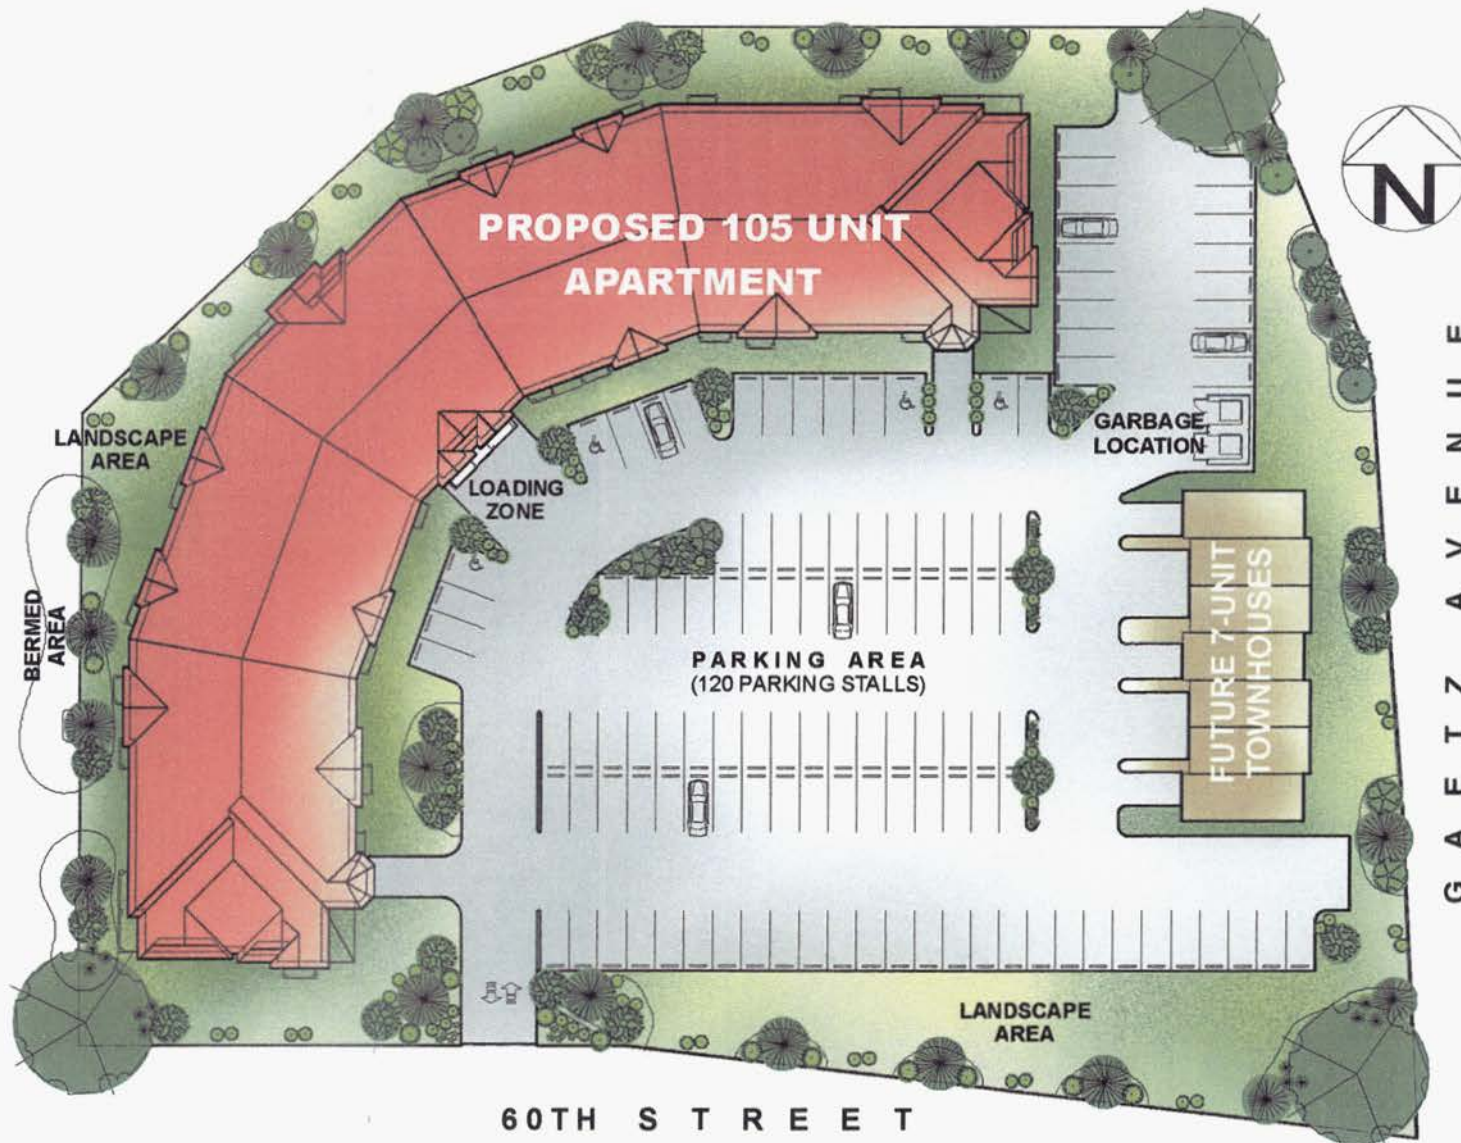 PROPOSED 105 UNIT
APARTMENT
N
GARBAGE
LOCATION
LANDSCAPE
AREA
LOADING
ZONE
BERMED
AREA
FUTURE 7-UNIT
TOWNHOUSES
PARKING AREA
(120 PARKING STALLS)
GAETZ AVENUE
LANDSCAPE
AREA
60TH STREET